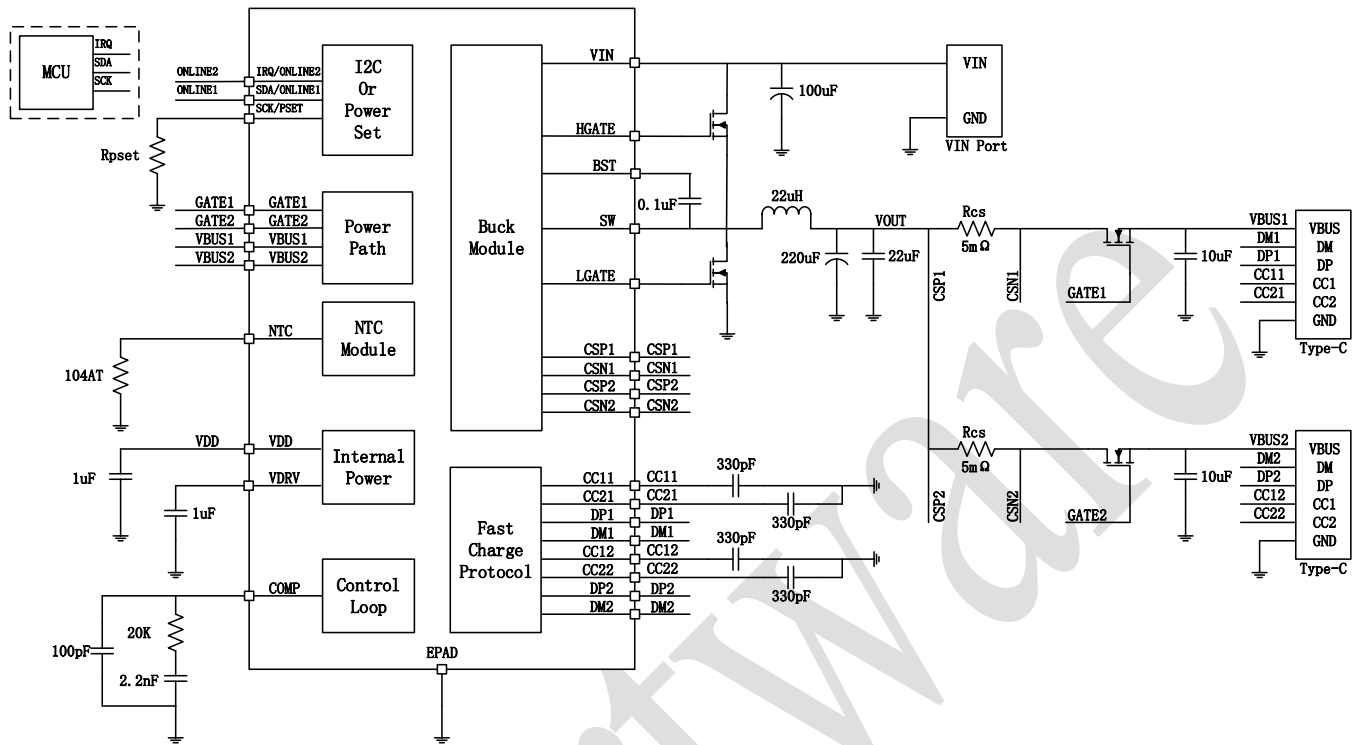 MCU
IRQ
SDA
SCK
ONLINE2
ONLINE1
IRQ/ONLINE2
SDA/ONLINE1
SCK/PSET
I2C
Or
Power
Set
Rpset
GATE1
GATE2
VBUS1
VBUS2
GATE1
GATE2
VBUS1
VBUS2
Power
Path
NTC
NTC
Module
104AT
VDD
VDD
VDRV
Internal
Power
1uF
1uF
COMP
Control
Loop
20K
100pF
2.2nF
EPAD
Buck
Module
VIN
HGATE
BST
SW
LGATE
CSP1
CSN1
CSP2
CSN2
CSP1
CSN1
CSP2
CSN2
0.1uF
100uF
VIN
GND
VIN Port
22uH
VOUT
220uF
22uF
Rcs
5mΩ
CSP1
CSN1
GATE1
10uF
VBUS1
DM1
DP1
CC11
CC21
VBUS
DM
DP
CC1
CC2
GND
Type-C
Rcs
5mΩ
CSP2
CSN2
GATE2
10uF
VBUS2
DM2
DP2
CC12
CC22
VBUS
DM
DP
CC1
CC2
GND
Type-C
Fast
Charge
Protocol
CC11
CC21
DP1
DM1
CC12
CC22
DP2
DM2
CC11
CC21
DP1
DM1
CC12
CC22
DP2
DM2
330pF
330pF
330pF
330pF